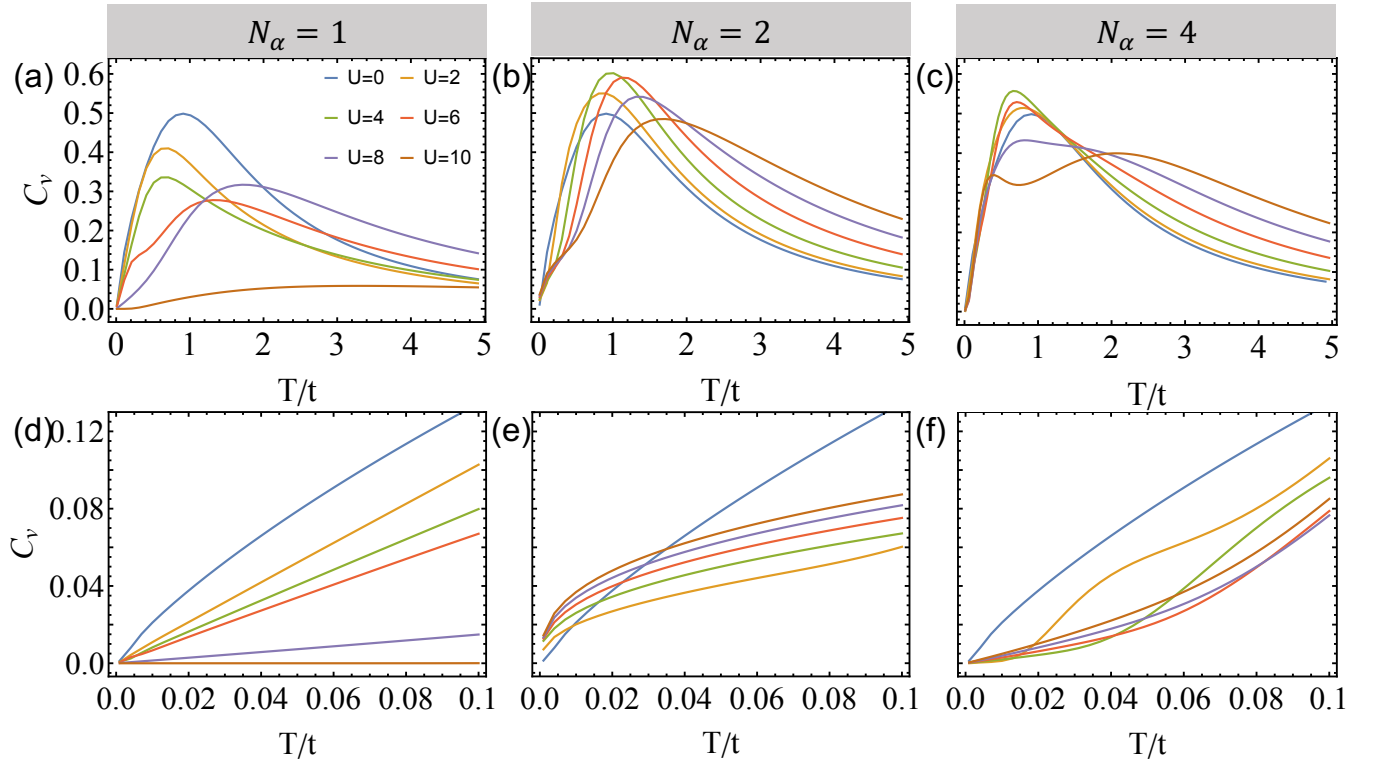 N_α = 1
N_α = 2
N_α = 4
(a)
(b)
(c)
U=0 U=2
U=4 U=6
U=8 U=10
0.6
0.5
0.4
0.3
0.2
0.1
0.0
C_v
0 1 2 3 4 5
0 1 2 3 4 5
0 1 2 3 4 5
T/t
T/t
T/t
(d)
(e)
(f)
0.12
0.08
0.04
0.0
C_v
0.0 0.02 0.04 0.06 0.08 0.1
0.0 0.02 0.04 0.06 0.08 0.1
0.0 0.02 0.04 0.06 0.08 0.1
T/t
T/t
T/t